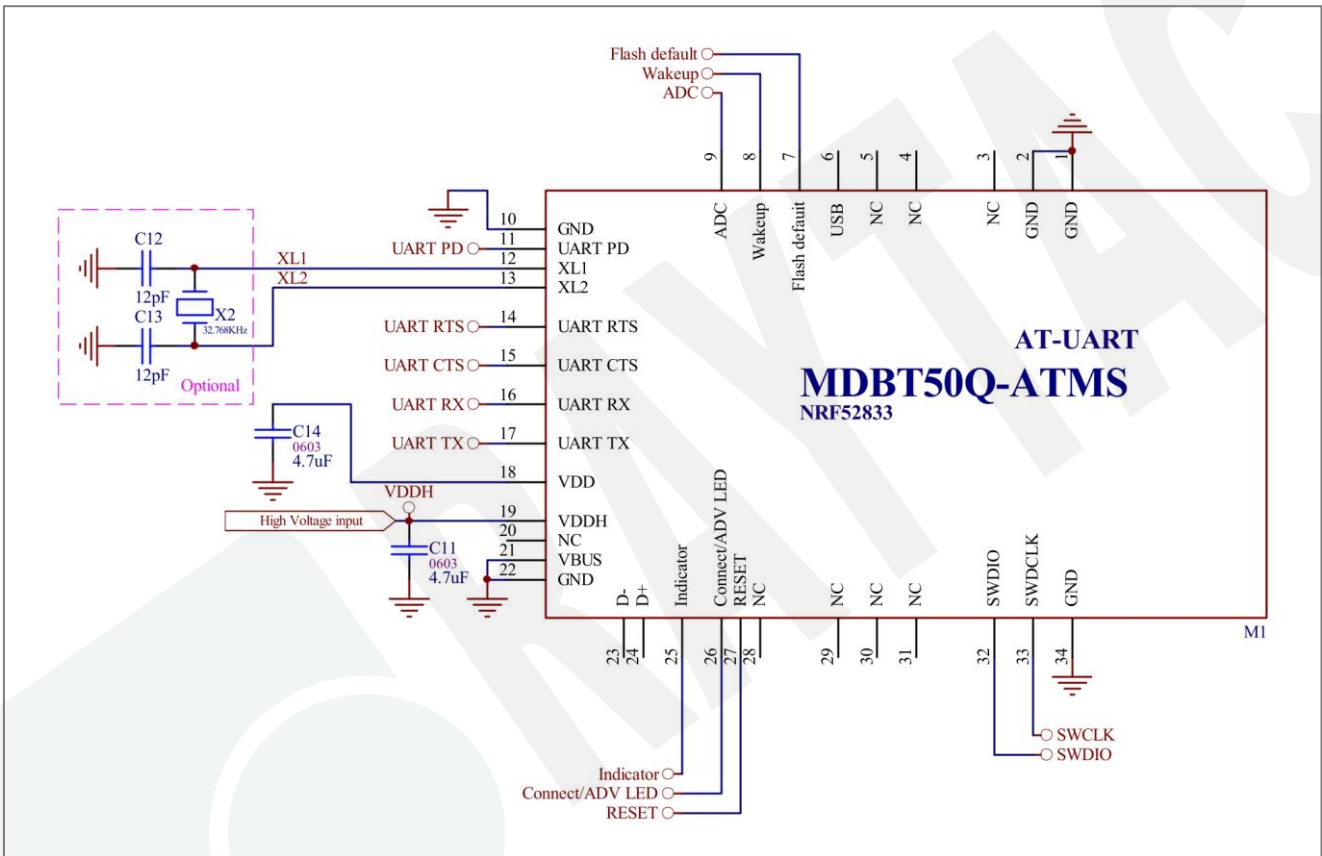 Flash default
Wakeup
ADC
9
8
7
6
5
4
3
2
1
ADC
Wakeup
Flash defauit
USB
NC
NC
NC
GND
GND
10
GND
UART PD
11
UART PD
C12
12pF
XL1
12
XL1
XL2
13
XL2
X2
32.768KHz
C13
12pF
Optional
UART RTS
14
UART RTS
UART CTS
15
UART CTS
UART RX
16
UART RX
UART TX
17
UART TX
AT-UART
MDBT50Q-ATMS
NRF52833
C14
0603
4.7uF
18
VDD
VDDH
High Voltage input
19
VDDH
20
NC
C11
0603
4.7uF
21
VBUS
22
GND
D-
D+
Indicator
Connect/ADV LED
RESET
NC
NC
NC
NC
SWDIO
SWDCLK
GND
M1
23
24
25
26
27
28
29
30
31
32
33
34
SWCLK
SWDIO
Indicator
Connect/ADV LED
RESET
RAYTAC